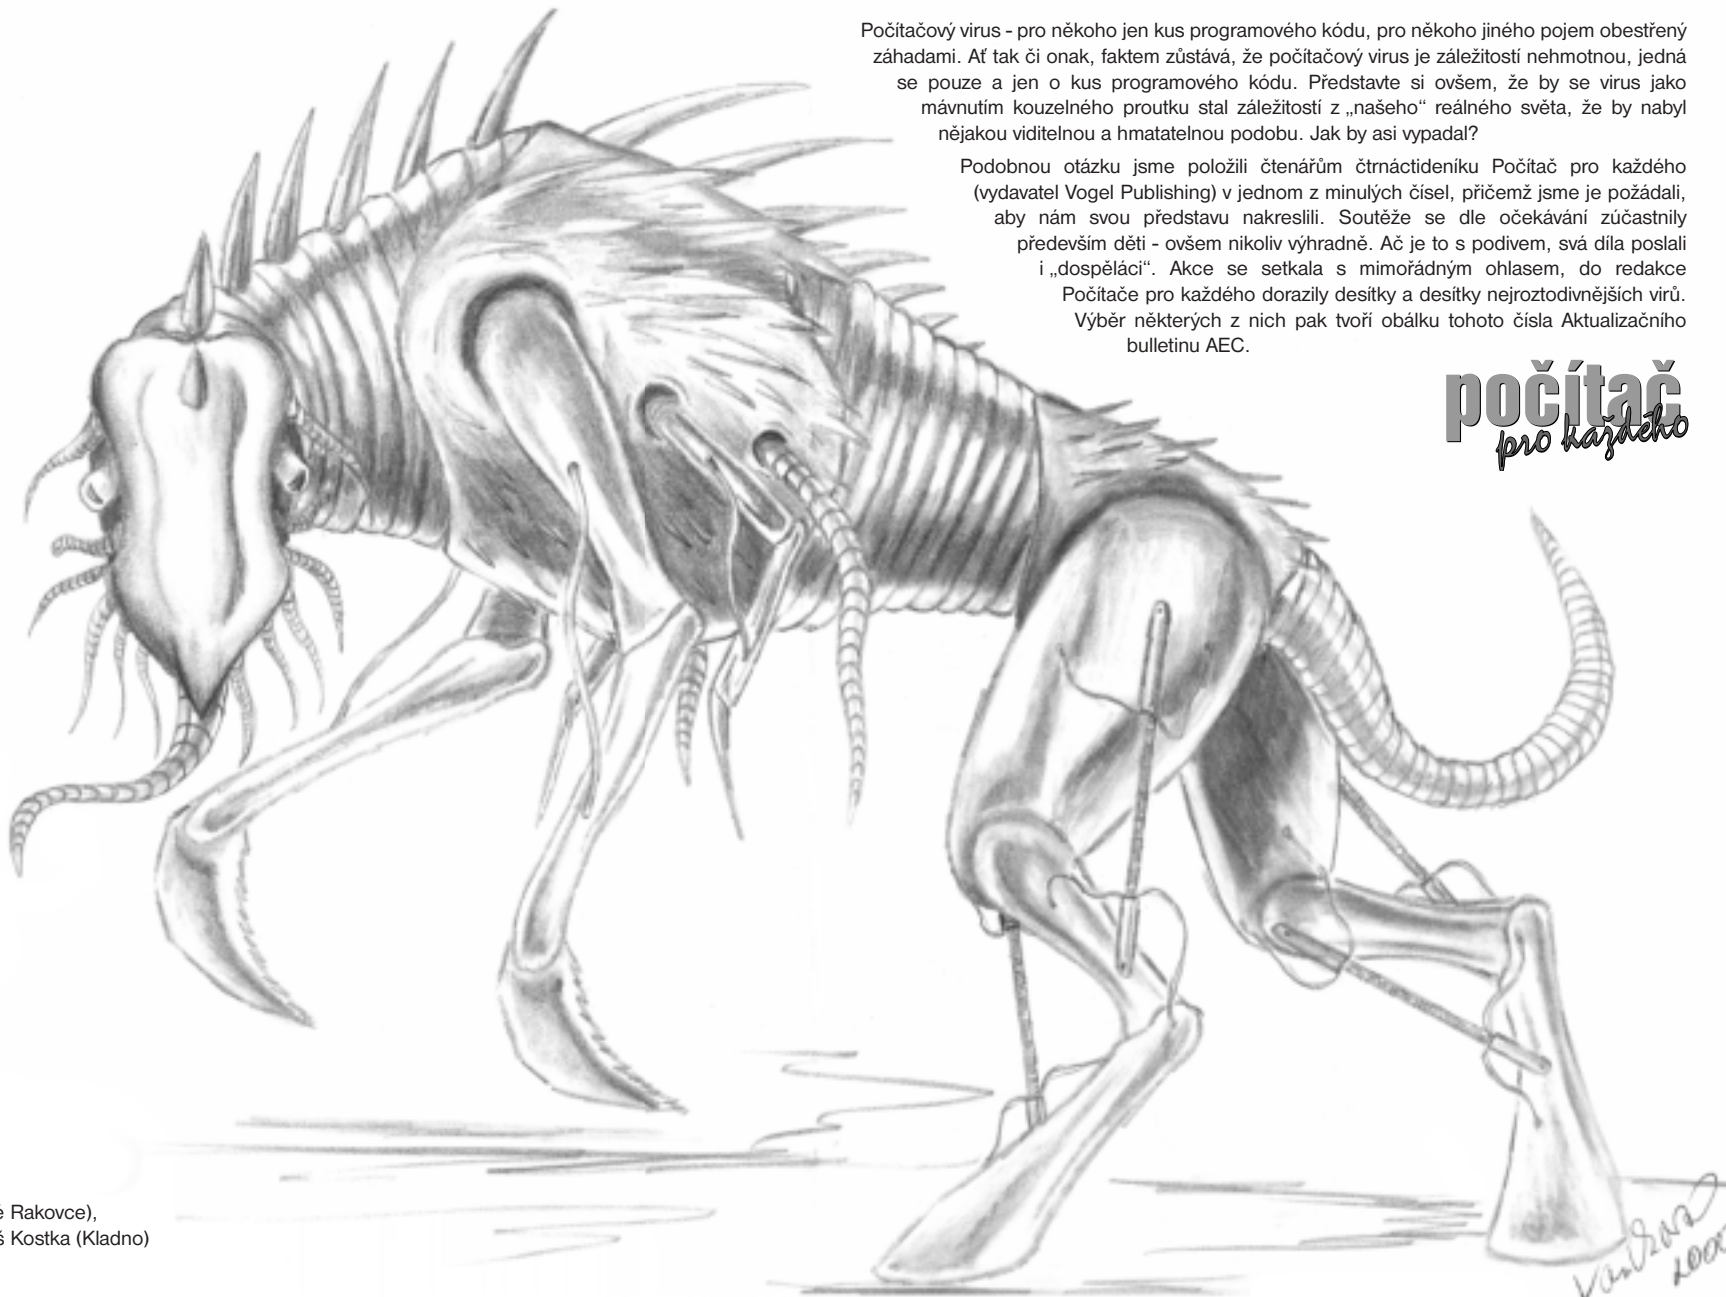 Počítačový virus - pro někoho jen kus programového kódu, pro někoho jiného pojem obestřený
záhadami. Ať tak či onak, faktem zůstává, že počítačový virus je záležitostí nehmotnou, jedná
se pouze a jen o kus programového kódu. Představte si ovšem, že by se virus jako
mávnutím kouzelného proutku stal záležitostí z „našeho“ reálného světa, že by nabyl
nějakou viditelnou a hmatatelnou podobu. Jak by asi vypadal?
Podobnou otázku jsme položili čtenářům čtrnáctideníku Počítač pro každého
(vydavatel Vogel Publishing) v jednom z minulých čísel, přičemž jsme je požádali,
aby nám svou představu nakreslili. Soutěže se dle očekávání zúčastnily
především děti - ovšem nikoliv výhradně. Ač je to s podivem, svá díla poslali
i „dospěláci“. Akce se setkala s mimořádným ohlasem, do redakce
Počítače pro každého dorazily desítky a desítky nejroztodivnějších virů.
Výběr některých z nich pak tvoří obálku tohoto čísla Aktualizačního
bulletinu AEC.
počítač
pro každého
Rakovce),
Kostka (Kladno)
2000